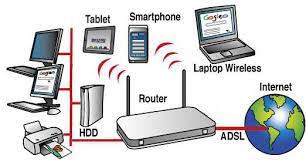 Tablet
Smartphone
Laptop Wireless
Internet
Router
HDD
ADSL